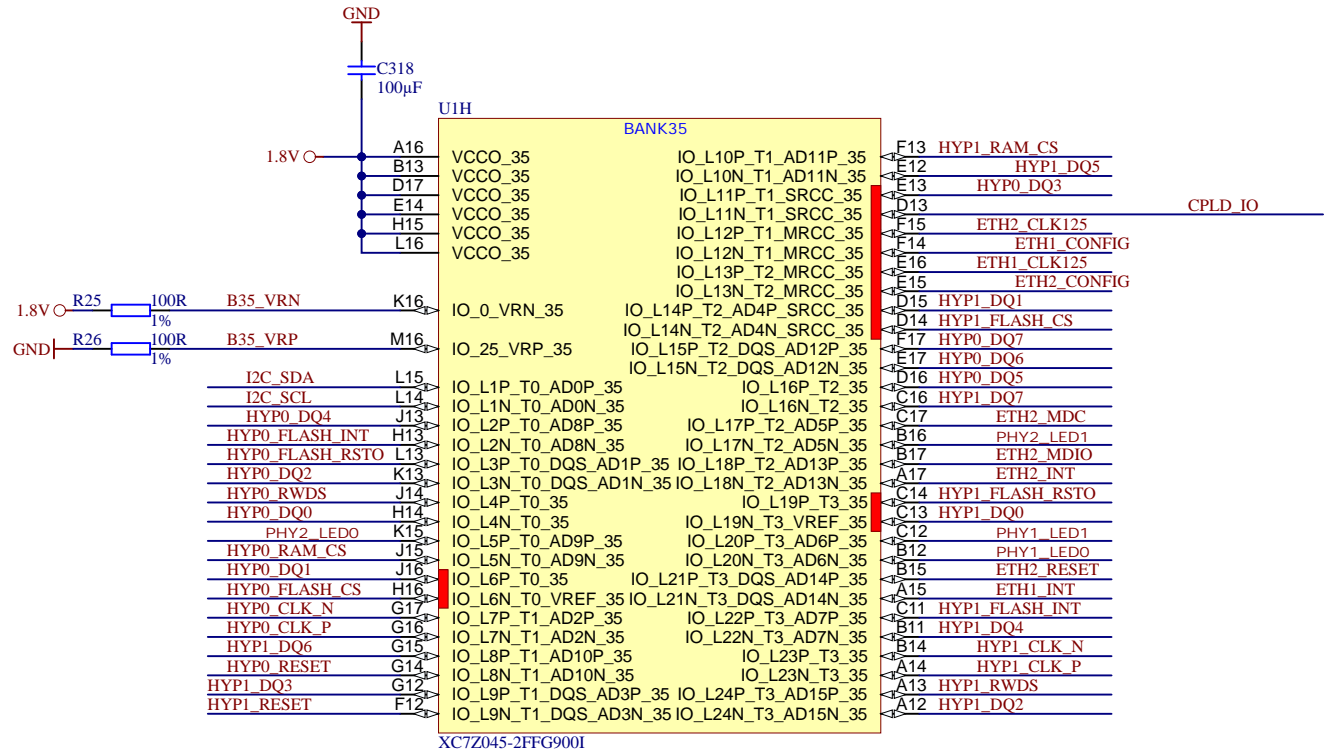 GND
C318
100µF
U1H
BANK35
1.8V
A16 VCCO_35
B13 VCCO_35
D17 VCCO_35
E14 VCCO_35
H15 VCCO_35
L16 VCCO_35
1.8V R25 100R 1% B35_VRN K16 IO_0_VRN_35
GND R26 100R 1% B35_VRP M16 IO_25_VRP_35
I2C_SDA L15 IO_L1P_T0_AD0P_35
I2C_SCL L14 IO_L1N_T0_AD0N_35
HYP0_DQ4 J13 IO_L2P_T0_AD8P_35
HYP0_FLASH_INT H13 IO_L2N_T0_AD8N_35
HYP0_FLASH_RSTO L13 IO_L3P_T0_DQS_AD1P_35
HYP0_DQ2 K13 IO_L3N_T0_DQS_AD1N_35
HYP0_RWDS J14 IO_L4P_T0_35
HYP0_DQ0 H14 IO_L4N_T0_35
PHY2_LED0 K15 IO_L5P_T0_AD9P_35
HYP0_RAM_CS J15 IO_L5N_T0_AD9N_35
HYP0_DQ1 J16 IO_L6P_T0_35
HYP0_FLASH_CS H16 IO_L6N_T0_VREF_35
HYP0_CLK_N G17 IO_L7P_T1_AD2P_35
HYP0_CLK_P G16 IO_L7N_T1_AD2N_35
HYP1_DQ6 G15 IO_L8P_T1_AD10P_35
HYP0_RESET G14 IO_L8N_T1_AD10N_35
HYP1_DQ3 G12 IO_L9P_T1_DQS_AD3P_35
HYP1_RESET F12 IO_L9N_T1_DQS_AD3N_35
IO_L10P_T1_AD11P_35 F13 HYP1_RAM_CS
IO_L10N_T1_AD11N_35 E12 HYP1_DQ5
IO_L11P_T1_SRCC_35 E13 HYP0_DQ3
IO_L11N_T1_SRCC_35 D13 CPLD_IO
IO_L12P_T1_MRCC_35 F15 ETH2_CLK125
IO_L12N_T1_MRCC_35 F14 ETH1_CONFIG
IO_L13P_T2_MRCC_35 E16 ETH1_CLK125
IO_L13N_T2_MRCC_35 E15 ETH2_CONFIG
IO_L14P_T2_AD4P_SRCC_35 D15 HYP1_DQ1
IO_L14N_T2_AD4N_SRCC_35 D14 HYP1_FLASH_CS
IO_L15P_T2_DQS_AD12P_35 F17 HYP0_DQ7
IO_L15N_T2_DQS_AD12N_35 E17 HYP0_DQ6
IO_L16P_T2_35 D16 HYP0_DQ5
IO_L16N_T2_35 C16 HYP1_DQ7
IO_L17P_T2_AD5P_35 C17 ETH2_MDC
IO_L17N_T2_AD5N_35 B16 PHY2_LED1
IO_L18P_T2_AD13P_35 B17 ETH2_MDIO
IO_L18N_T2_AD13N_35 A17 ETH2_INT
IO_L19P_T3_35 C14 HYP1_FLASH_RSTO
IO_L19N_T3_VREF_35 C13 HYP1_DQ0
IO_L20P_T3_AD6P_35 C12 PHY1_LED1
IO_L20N_T3_AD6N_35 B12 PHY1_LED0
IO_L21P_T3_DQS_AD14P_35 B15 ETH2_RESET
IO_L21N_T3_DQS_AD14N_35 A15 ETH1_INT
IO_L22P_T3_AD7P_35 C11 HYP1_FLASH_INT
IO_L22N_T3_AD7N_35 B11 HYP1_DQ4
IO_L23P_T3_35 B14 HYP1_CLK_N
IO_L23N_T3_35 A14 HYP1_CLK_P
IO_L24P_T3_AD15P_35 A13 HYP1_RWDS
IO_L24N_T3_AD15N_35 A12 HYP1_DQ2
XC7Z045-2FFG900I